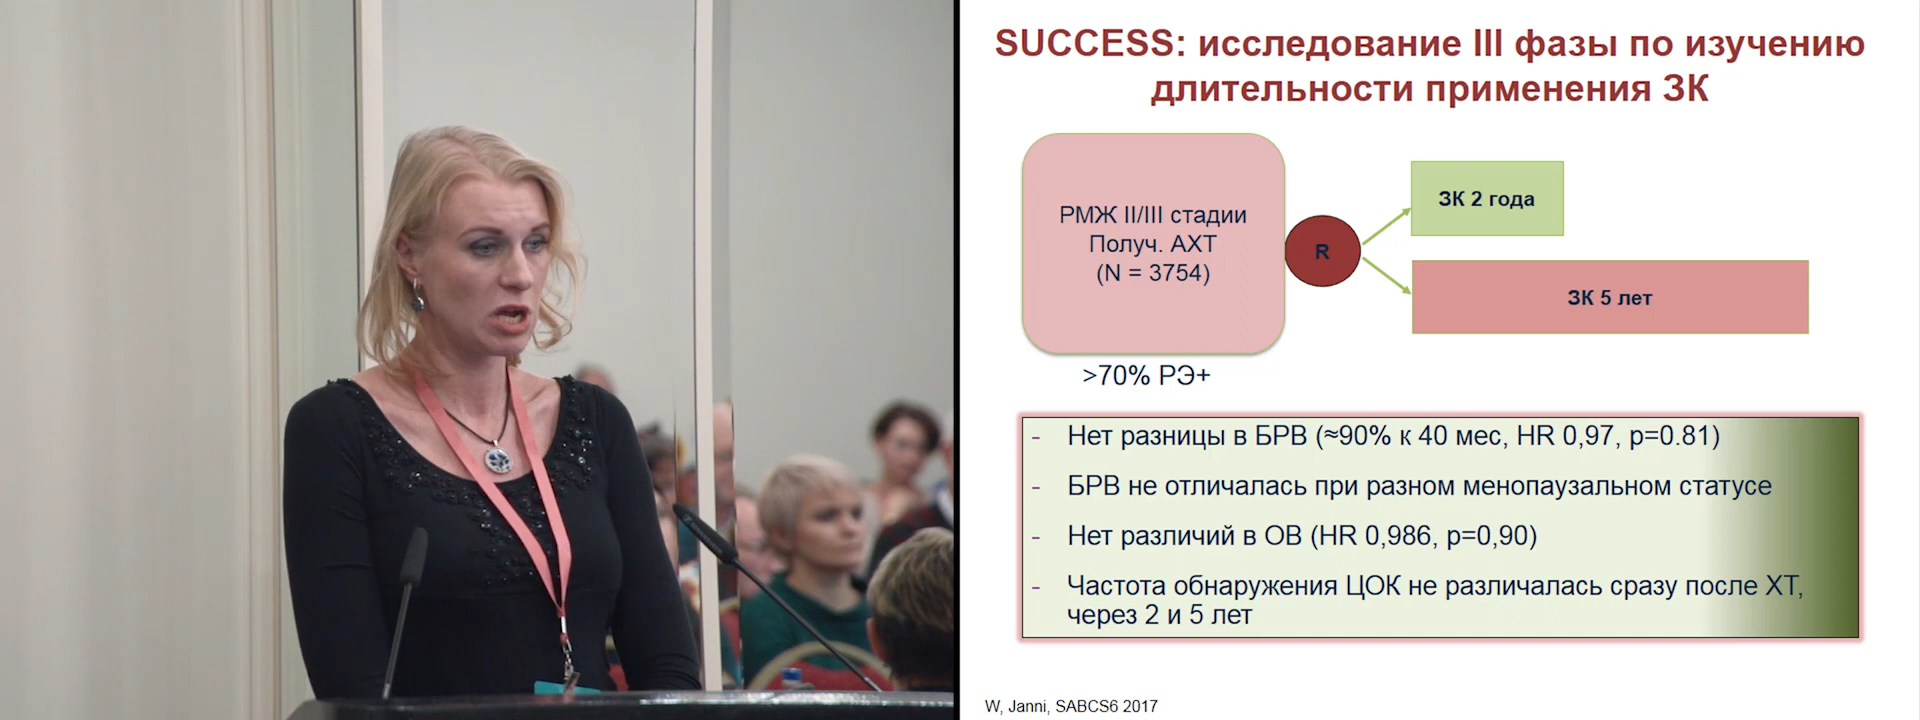 SUCCESS: исследование III фазы по изучению
длительности применения ЗК
РМЖ II/III стадии
Получ. АХТ
(N = 3754)
R
ЗК 2 года
ЗК 5 лет
>70% РЭ+
- Нет разницы в БРВ (≈90% к 40 мес, HR 0,97, p=0.81)
- БРВ не отличалась при разном менопаузальном статусе
- Нет различий в ОВ (HR 0,986, p=0,90)
- Частота обнаружения ЦОК не различалась сразу после ХТ,
через 2 и 5 лет
W, Janni, SABCS6 2017